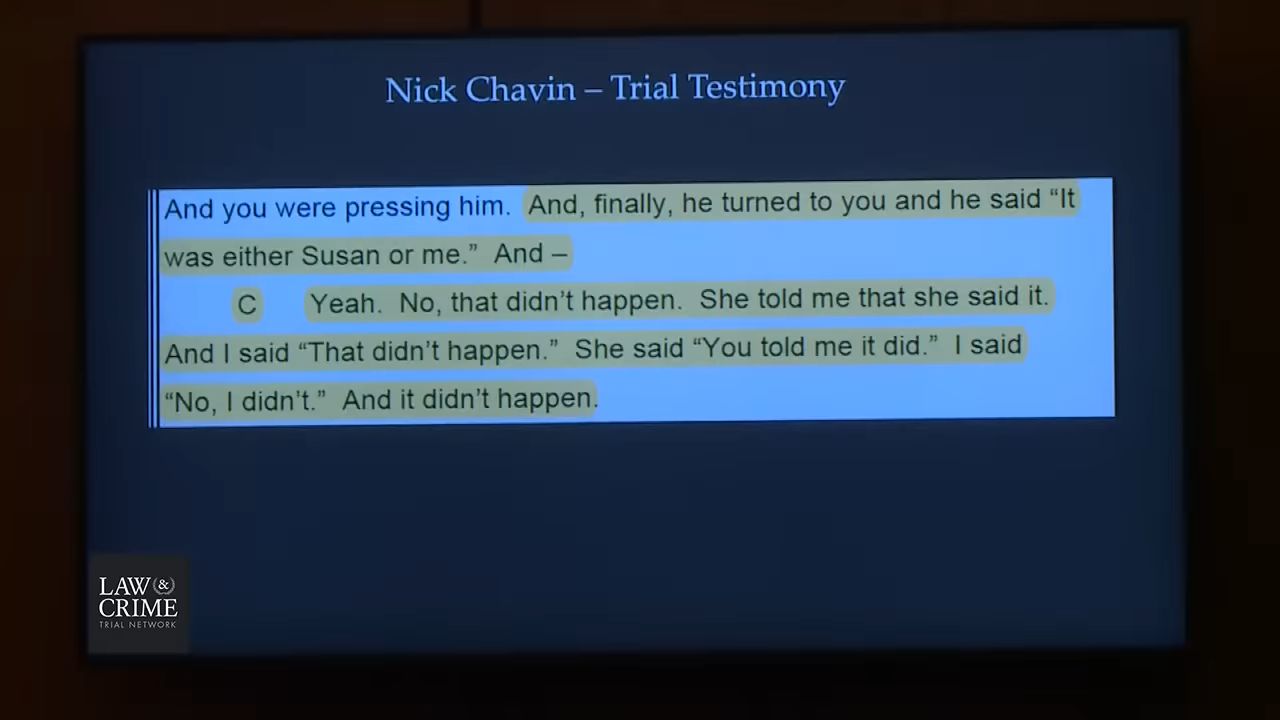 Nick Chavin – Trial Testimony
And you were pressing him. And, finally, he turned to you and he said “It
was either Susan or me.” And –
C Yeah. No, that didn’t happen. She told me that she said it.
And I said “That didn’t happen.” She said “You told me it did.” I said
“No, I didn’t.” And it didn’t happen.
LAW &
CRIME
TRIAL NETWORK